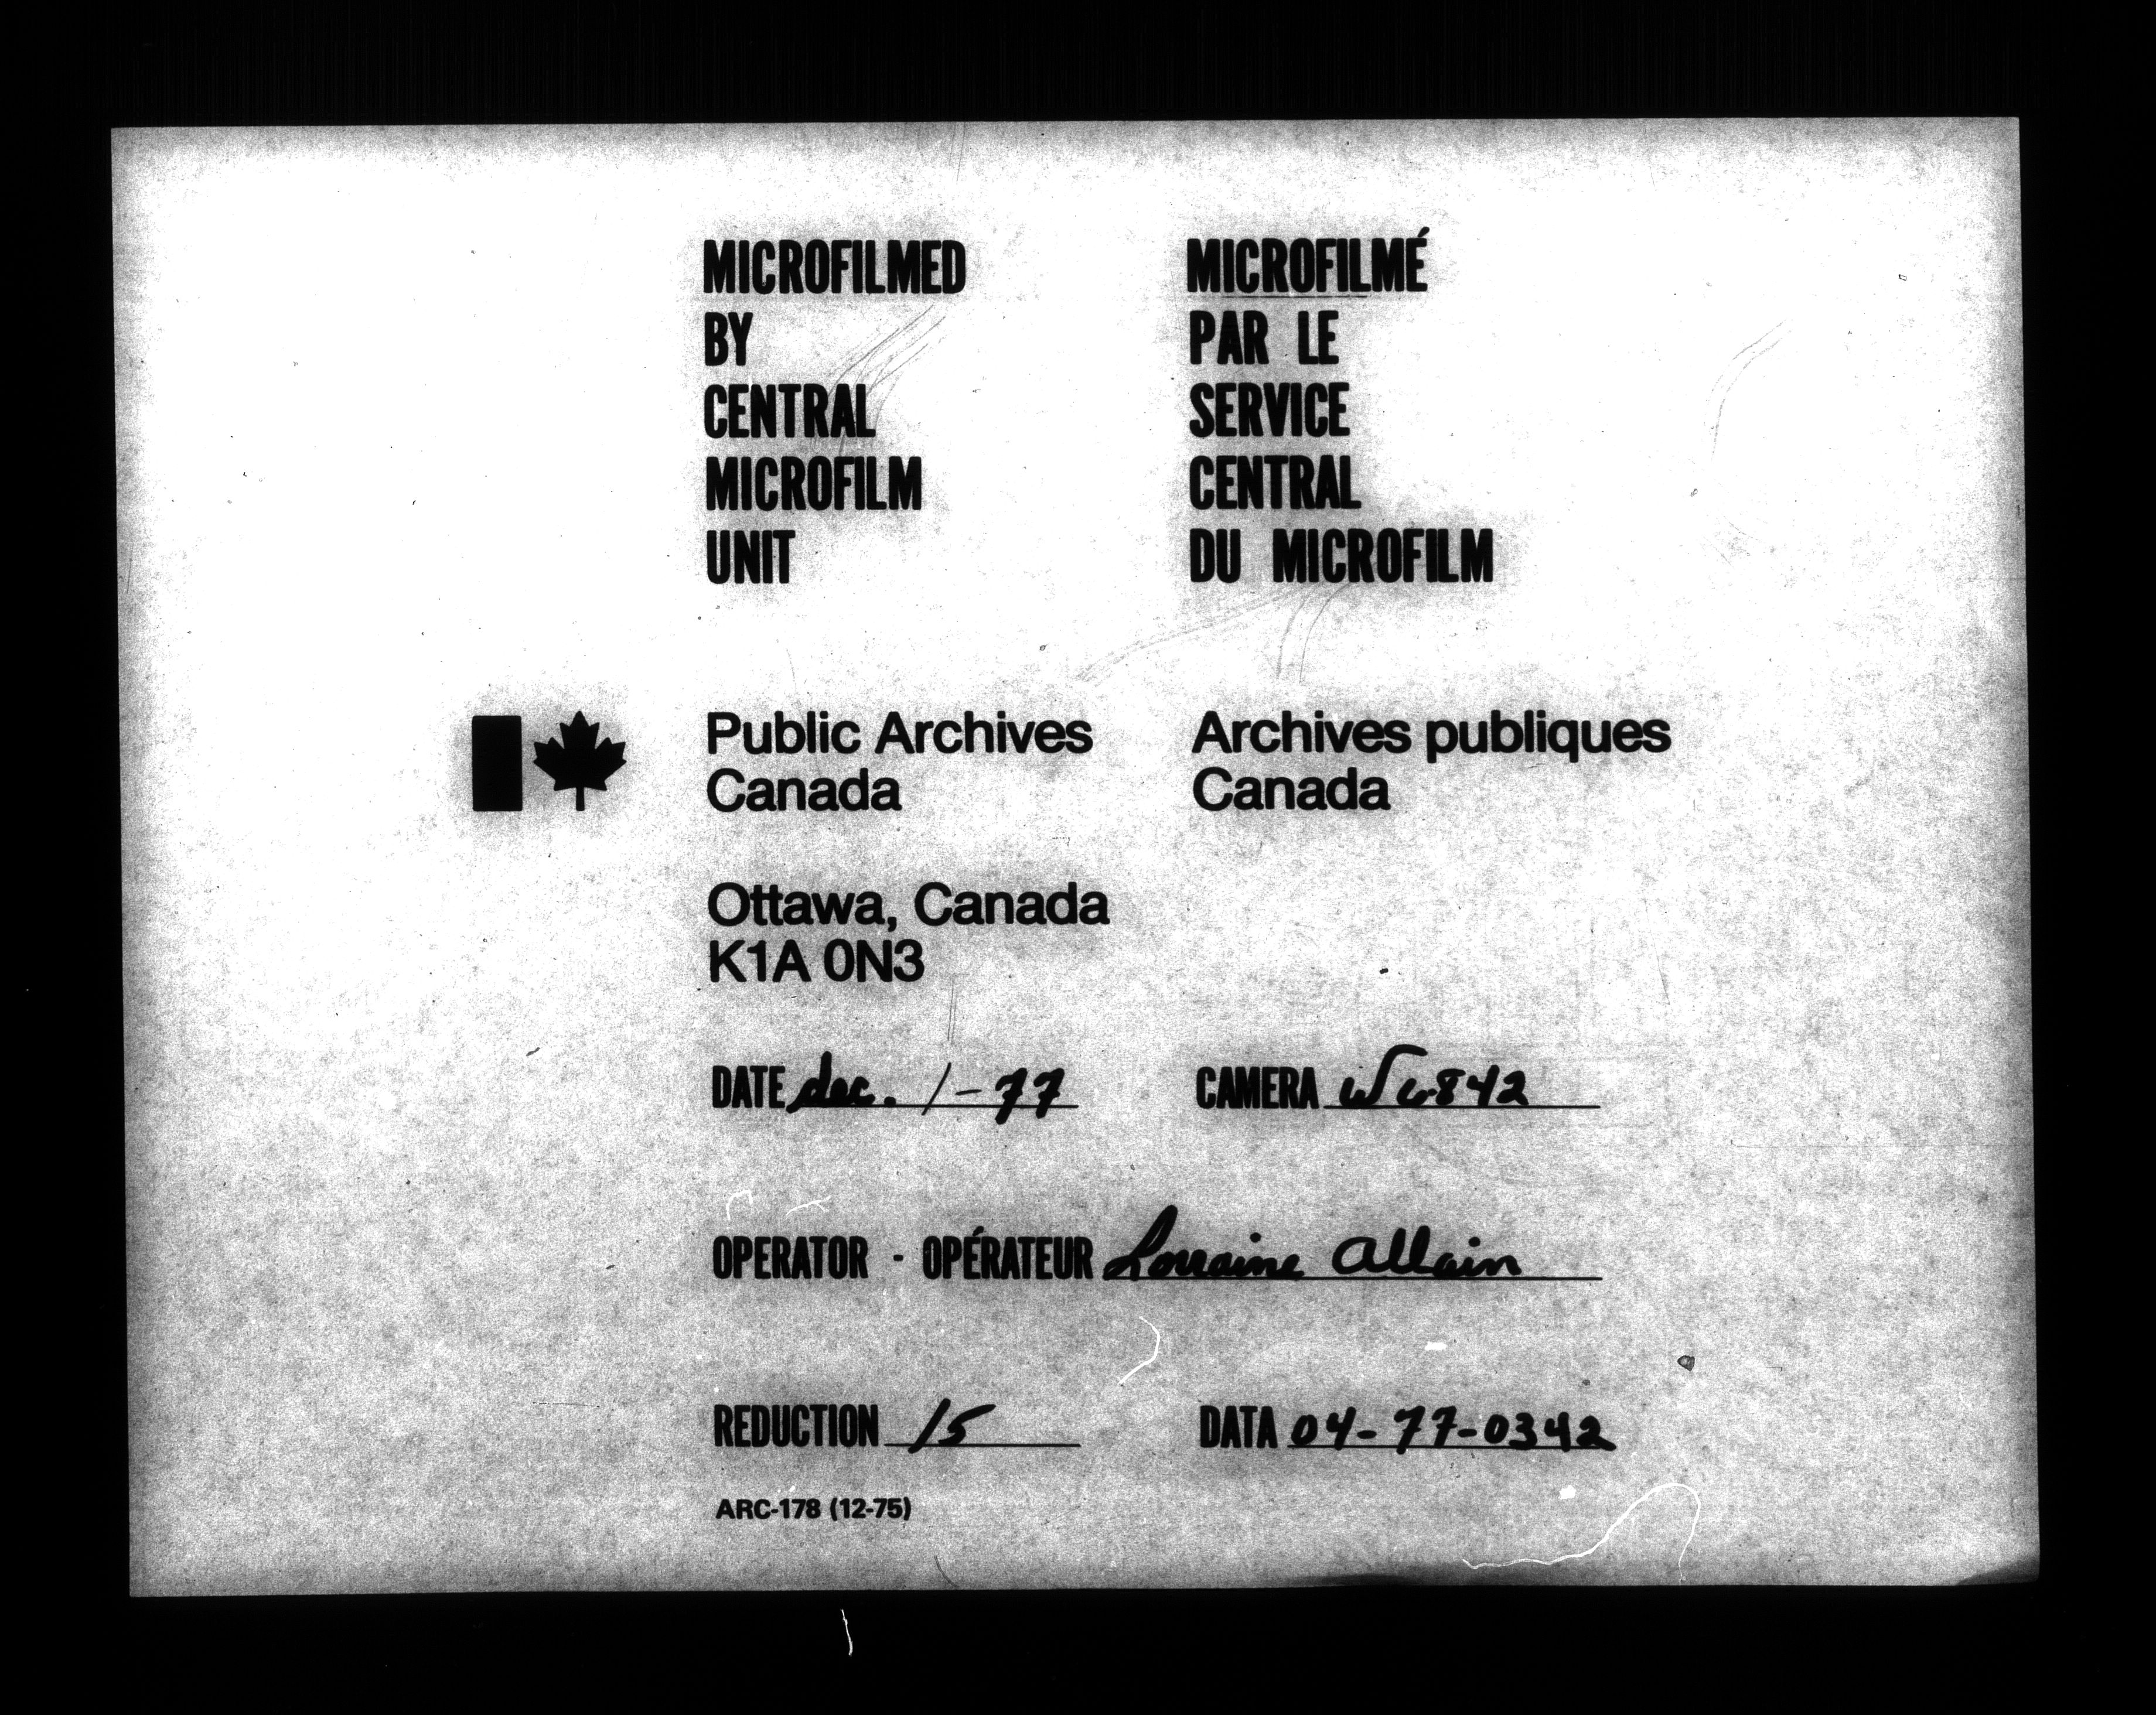 MICROFILMED
BY
CENTRAL
MICROFILM
UNIT
MICROFILMÉ
PAR LE
SERVICE
CENTRAL
DU MICROFILM
Public Archives
Canada
Archives publiques
Canada
Ottawa, Canada
K1A 0N3
DATE dec. 1-77
CAMERA W6842
OPERATOR - OPÉRATEUR Lorraine Allain
REDUCTION 15
DATA 04-77-0342
ARC-178 (12-75)